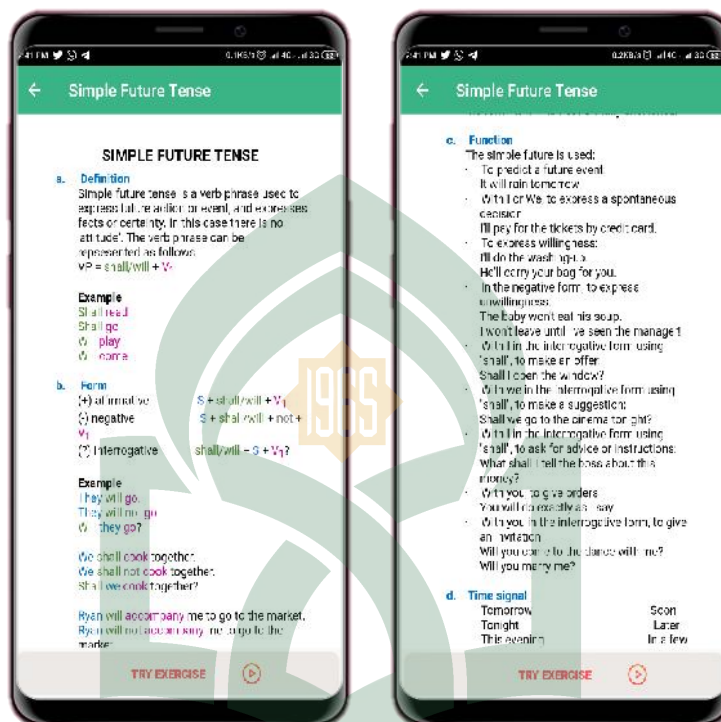 Simple Future Tense
SIMPLE FUTURE TENSE
a. Definition
Simple future tense is a verb phrase used to
express future action or event, and expresses
facts or certainty. In this case there is no
'attitude'. The verb phrase can be
represented as follows
VP = shall/will + V1
Example
Shall read
Shall go
play
come
b. Form
(+) affirmative S + shall/will + V1
(-) negative S + shall/will + not +
V1
(?) Interrogative shall/will + S + V1?
Example
They will go.
They will not go
they go?
We shall cook together.
We shall not cook together.
Shall we cook together?
Ryan will accompany me to go to the market.
Ryan will not accompany me to go to the
market
TRY EXERCISE
Simple Future Tense
c. Function
The simple future is used:
· To predict a future event:
It will rain tomorrow
· With I or We, to express a spontaneous
decision
I'll pay for the tickets by credit card.
· To express willingness:
I'll do the washing-up.
He'll carry your bag for you.
· In the negative form, to express
unwillingness:
The baby won't eat his soup.
I won't leave until I've seen the manager!
· With I in the interrogative form using
"shall", to make an offer:
Shall I open the window?
· With we in the interrogative form using
"shall", to make a suggestion:
Shall we go to the cinema tonight?
· With I in the interrogative form using
"shall", to ask for advice or instructions:
What shall I tell the boss about this
money?
· With you, to give orders
You will do exactly as I say
· With you in the interrogative form, to give
an invitation
Will you come to the dance with me?
Will you marry me?
d. Time signal
Tomorrow Soon
Tonight Later
This evening In a few
TRY EXERCISE
1965